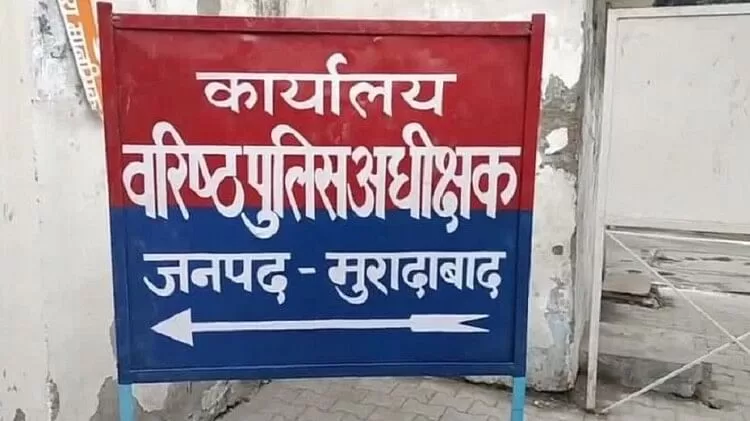 कार्यालय
वरिष्ठ पुलिस अधीक्षक
जनपद - मुरादाबाद